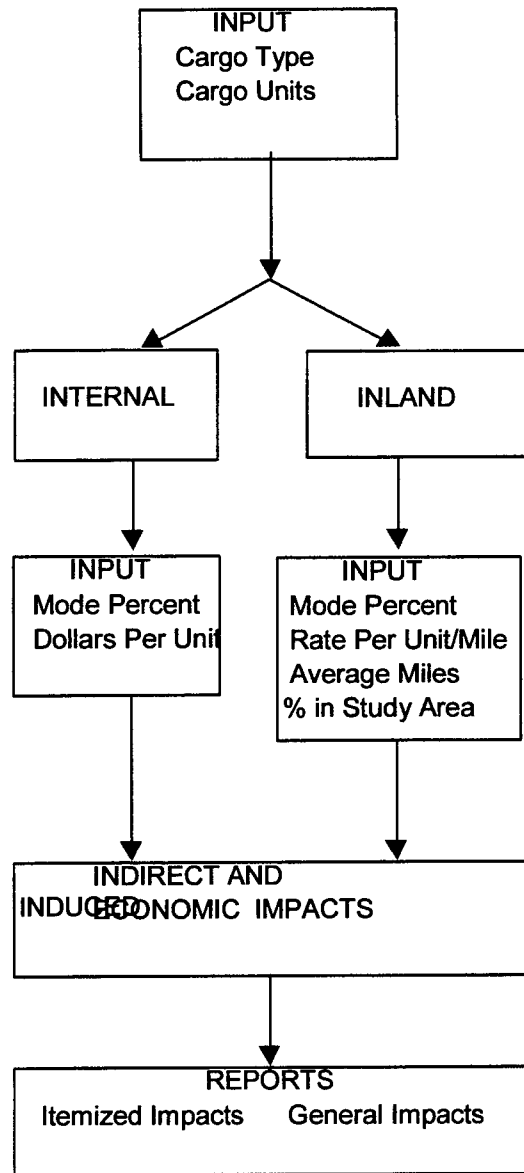 INPUT
Cargo Type
Cargo Units
INTERNAL
INLAND
INPUT
Mode Percent
Dollars Per Unit
INPUT
Mode Percent
Rate Per Unit/Mile
Average Miles
% in Study Area
INDIRECT AND
INDUCED
ECONOMIC IMPACTS
REPORTS
Itemized Impacts General Impacts